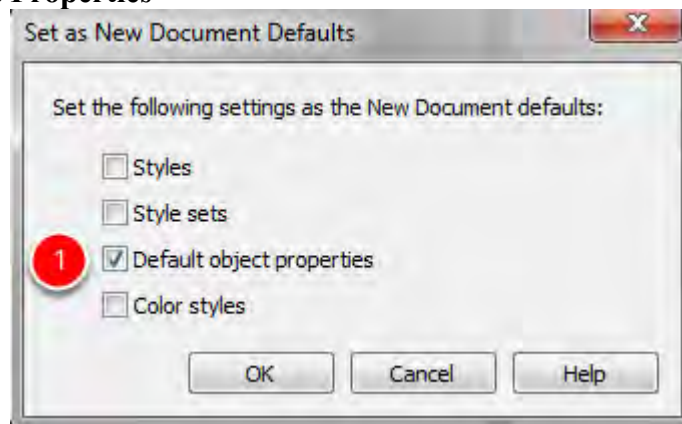 Properties
Set as New Document Defaults
Set the following settings as the New Document defaults:
Styles
Style sets
1 Default object properties
Color styles
OK Cancel Help